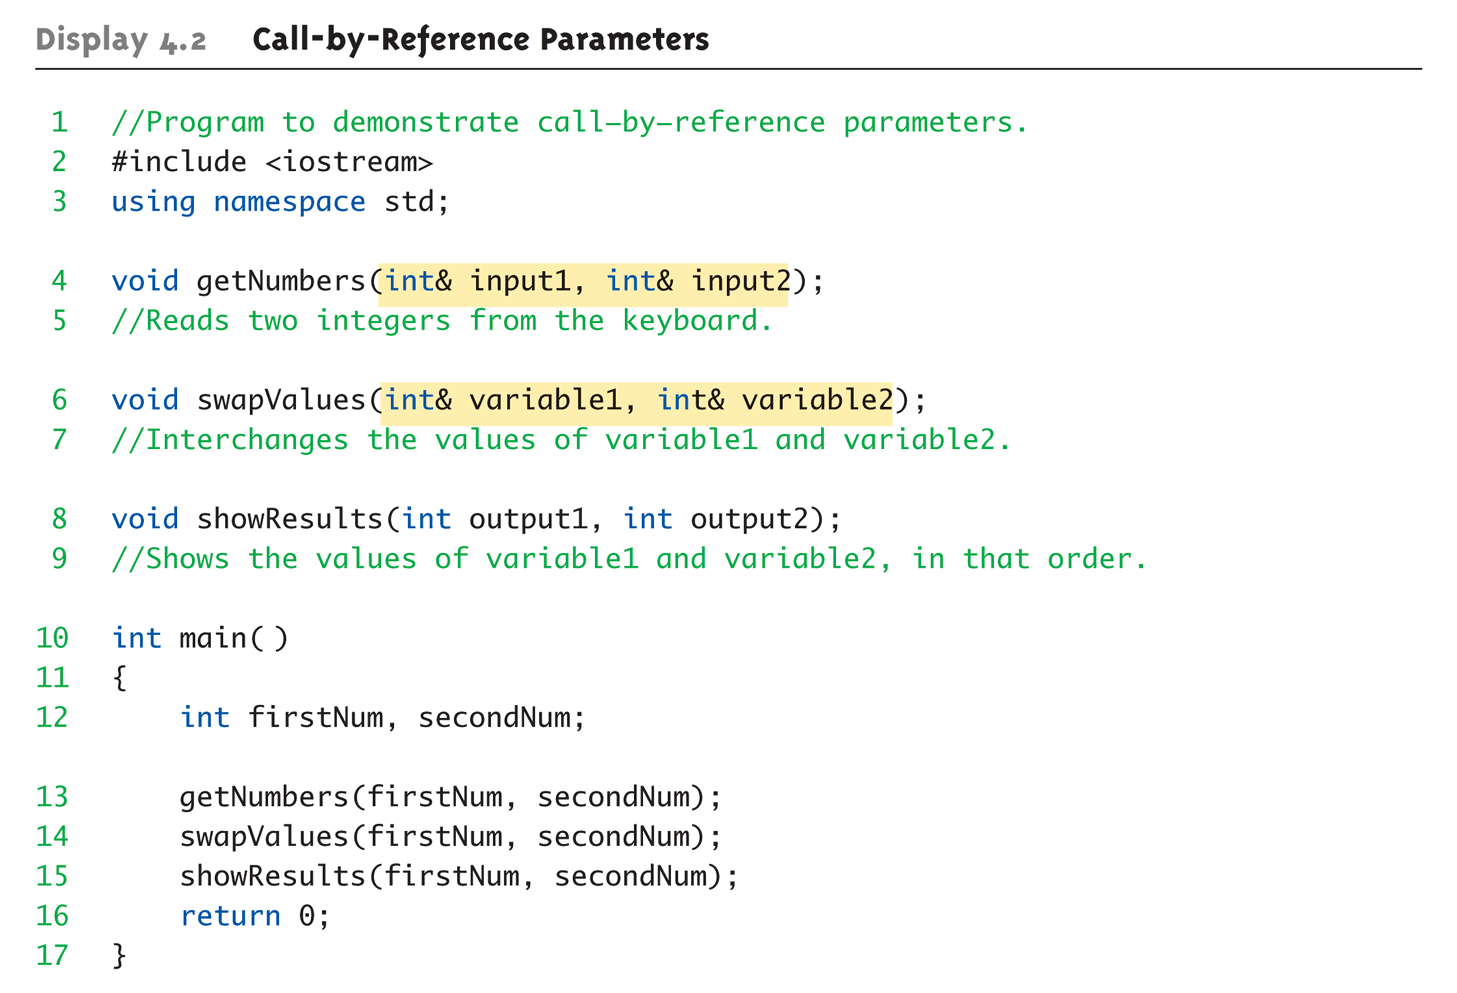 Display 4.2 Call-by-Reference Parameters
1 //Program to demonstrate call–by–reference parameters.
2 #include <iostream>
3 using namespace std;
4 void getNumbers(int& input1, int& input2);
5 //Reads two integers from the keyboard.
6 void swapValues(int& variable1, int& variable2);
7 //Interchanges the values of variable1 and variable2.
8 void showResults(int output1, int output2);
9 //Shows the values of variable1 and variable2, in that order.
10 int main( )
11 {
12 int firstNum, secondNum;
13 getNumbers(firstNum, secondNum);
14 swapValues(firstNum, secondNum);
15 showResults(firstNum, secondNum);
16 return 0;
17 }